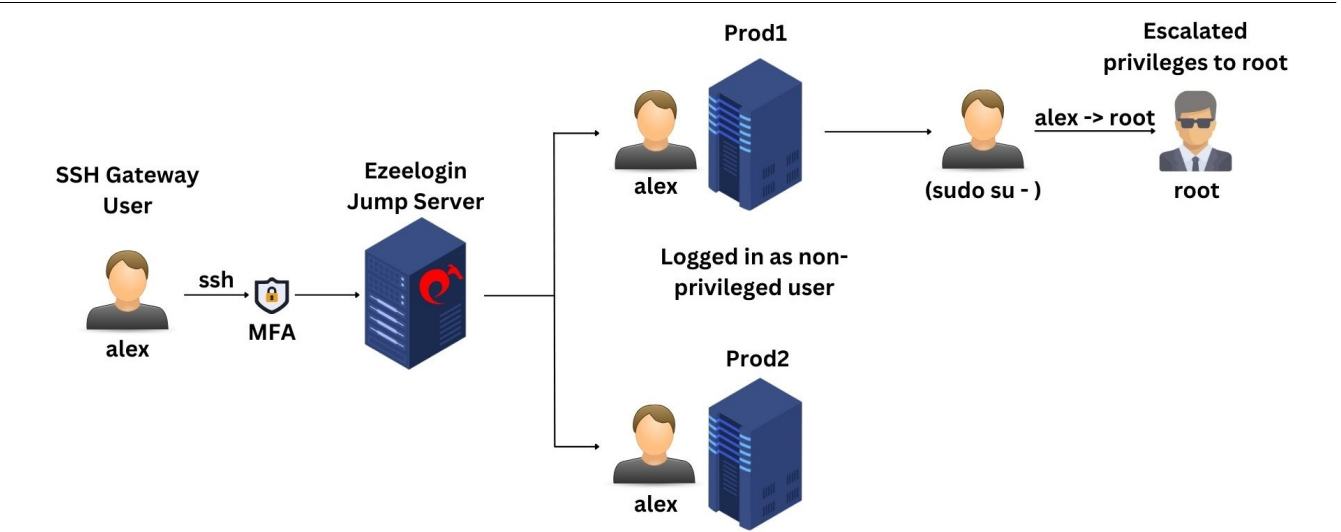 SSH Gateway
User
alex
ssh
MFA
Ezeelogin
Jump Server
Prod1
alex
Logged in as non-
privileged user
Prod2
alex
(sudo su - )
alex -> root
Escalated
privileges to root
root